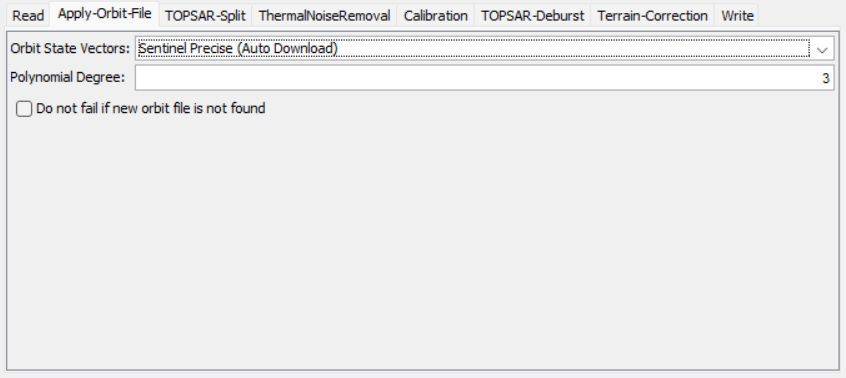 Read Apply-Orbit-File TOPSAR-Split ThermalNoiseRemoval Calibration TOPSAR-Deburst Terrain-Correction Write
Orbit State Vectors: Sentinel Precise (Auto Download)
Polynomial Degree: 3
Do not fail if new orbit file is not found